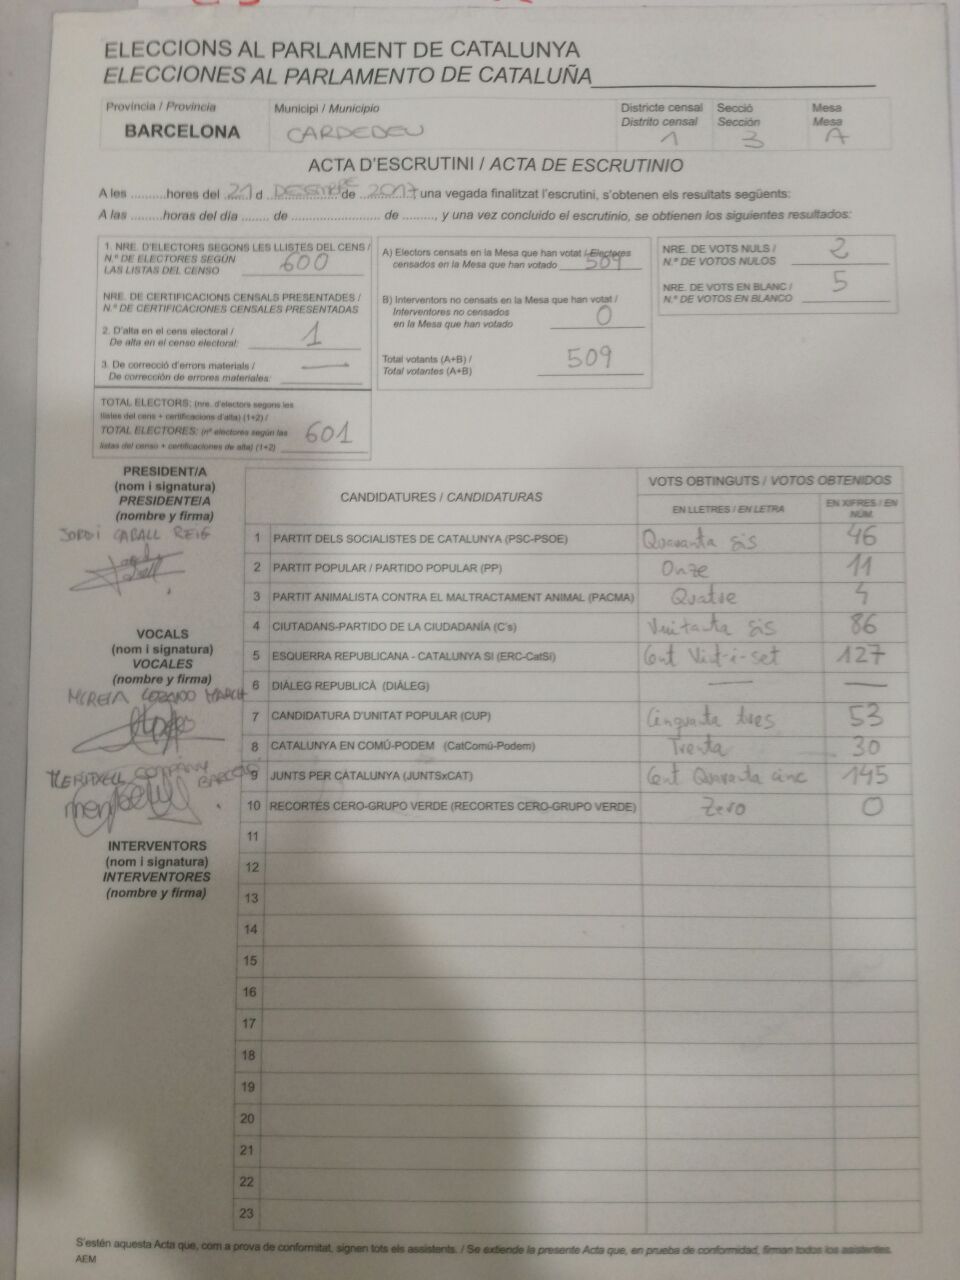 ELECCIONS AL PARLAMENT DE CATALUNYA
ELECCIONES AL PARLAMENTO DE CATALUÑA
Província / Provincia
BARCELONA
Municipi / Municipio
CARDEDEU
Districte censal
Distrito censal
1
Secció
Sección
3
Mesa
Mesa
A
ACTA D'ESCRUTINI / ACTA DE ESCRUTINIO
A les ..........hores del 21 d DESEMBRE de 2017, una vegada finalitzat l'escrutini, s'obtenen els resultats següents:
A las ..........horas del día ........ de ......................... de ........., y una vez concluido el escrutinio, se obtienen los siguientes resultados:
1. NRE. D'ELECTORS SEGONS LES LLISTES DEL CENS /
N.º DE ELECTORES SEGÚN
LAS LISTAS DEL CENSO
600
NRE. DE CERTIFICACIONS CENSALS PRESENTADES /
N.º DE CERTIFICACIONES CENSALES PRESENTADAS
2. D'alta en el cens electoral /
De alta en el censo electoral:
1
3. De correcció d'errors materials /
De corrección de errores materiales:
—
TOTAL ELECTORS: (nre. d'electors segons les
llistes del cens + certificacions d'alta) (1+2) /
TOTAL ELECTORES: (nº electores según las
listas del censo + certificaciones de alta) (1+2)
601
A) Electors censats en la Mesa que han votat / Electores
censados en la Mesa que han votado
509
B) Interventors no censats en la Mesa que han votat /
Interventores no censados
en la Mesa que han votado
0
Total votants (A+B) /
Total votantes (A+B)
509
NRE. DE VOTS NULS /
N.º DE VOTOS NULOS
2
NRE. DE VOTS EN BLANC /
N.º DE VOTOS EN BLANCO
5
PRESIDENT/A
(nom i signatura)
PRESIDENTE/A
(nombre y firma)
JORDI CABALL REIG
VOCALS
(nom i signatura)
VOCALES
(nombre y firma)
MIREIA LOZANO MARCH
MERITXELL COMPANY
INTERVENTORS
(nom i signatura)
INTERVENTORES
(nombre y firma)
CANDIDATURES / CANDIDATURAS
VOTS OBTINGUTS / VOTOS OBTENIDOS
EN LLETRES / EN LETRA
EN XIFRES / EN NÚM.
1 PARTIT DELS SOCIALISTES DE CATALUNYA (PSC-PSOE) Quaranta sis 46
2 PARTIT POPULAR / PARTIDO POPULAR (PP) Onze 11
3 PARTIT ANIMALISTA CONTRA EL MALTRACTAMENT ANIMAL (PACMA) Quatre 4
4 CIUTADANS-PARTIDO DE LA CIUDADANÍA (C's) Vuitanta sis 86
5 ESQUERRA REPUBLICANA - CATALUNYA SI (ERC-CatSí) Cent Vint-i-set 127
6 DIÀLEG REPUBLICÀ (DIÀLEG) — —
7 CANDIDATURA D'UNITAT POPULAR (CUP) Cinquanta tres 53
8 CATALUNYA EN COMÚ-PODEM (CatComú-Podem) Trenta 30
9 JUNTS PER CATALUNYA (JUNTSxCAT) Cent Quaranta cinc 145
10 RECORTES CERO-GRUPO VERDE (RECORTES CERO-GRUPO VERDE) Zero 0
11
12
13
14
15
16
17
18
19
20
21
22
23
S'estén aquesta Acta que, com a prova de conformitat, signen tots els assistents. / Se extiende la presente Acta que, en prueba de conformidad, firman todos los asistentes.
AEM